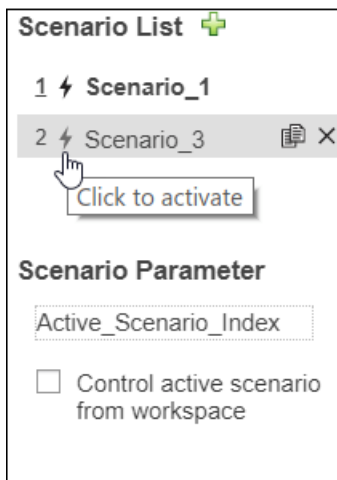 Scenario List
1 Scenario_1
2 Scenario_3
Click to activate
Scenario Parameter
Active_Scenario_Index
Control active scenario
from workspace